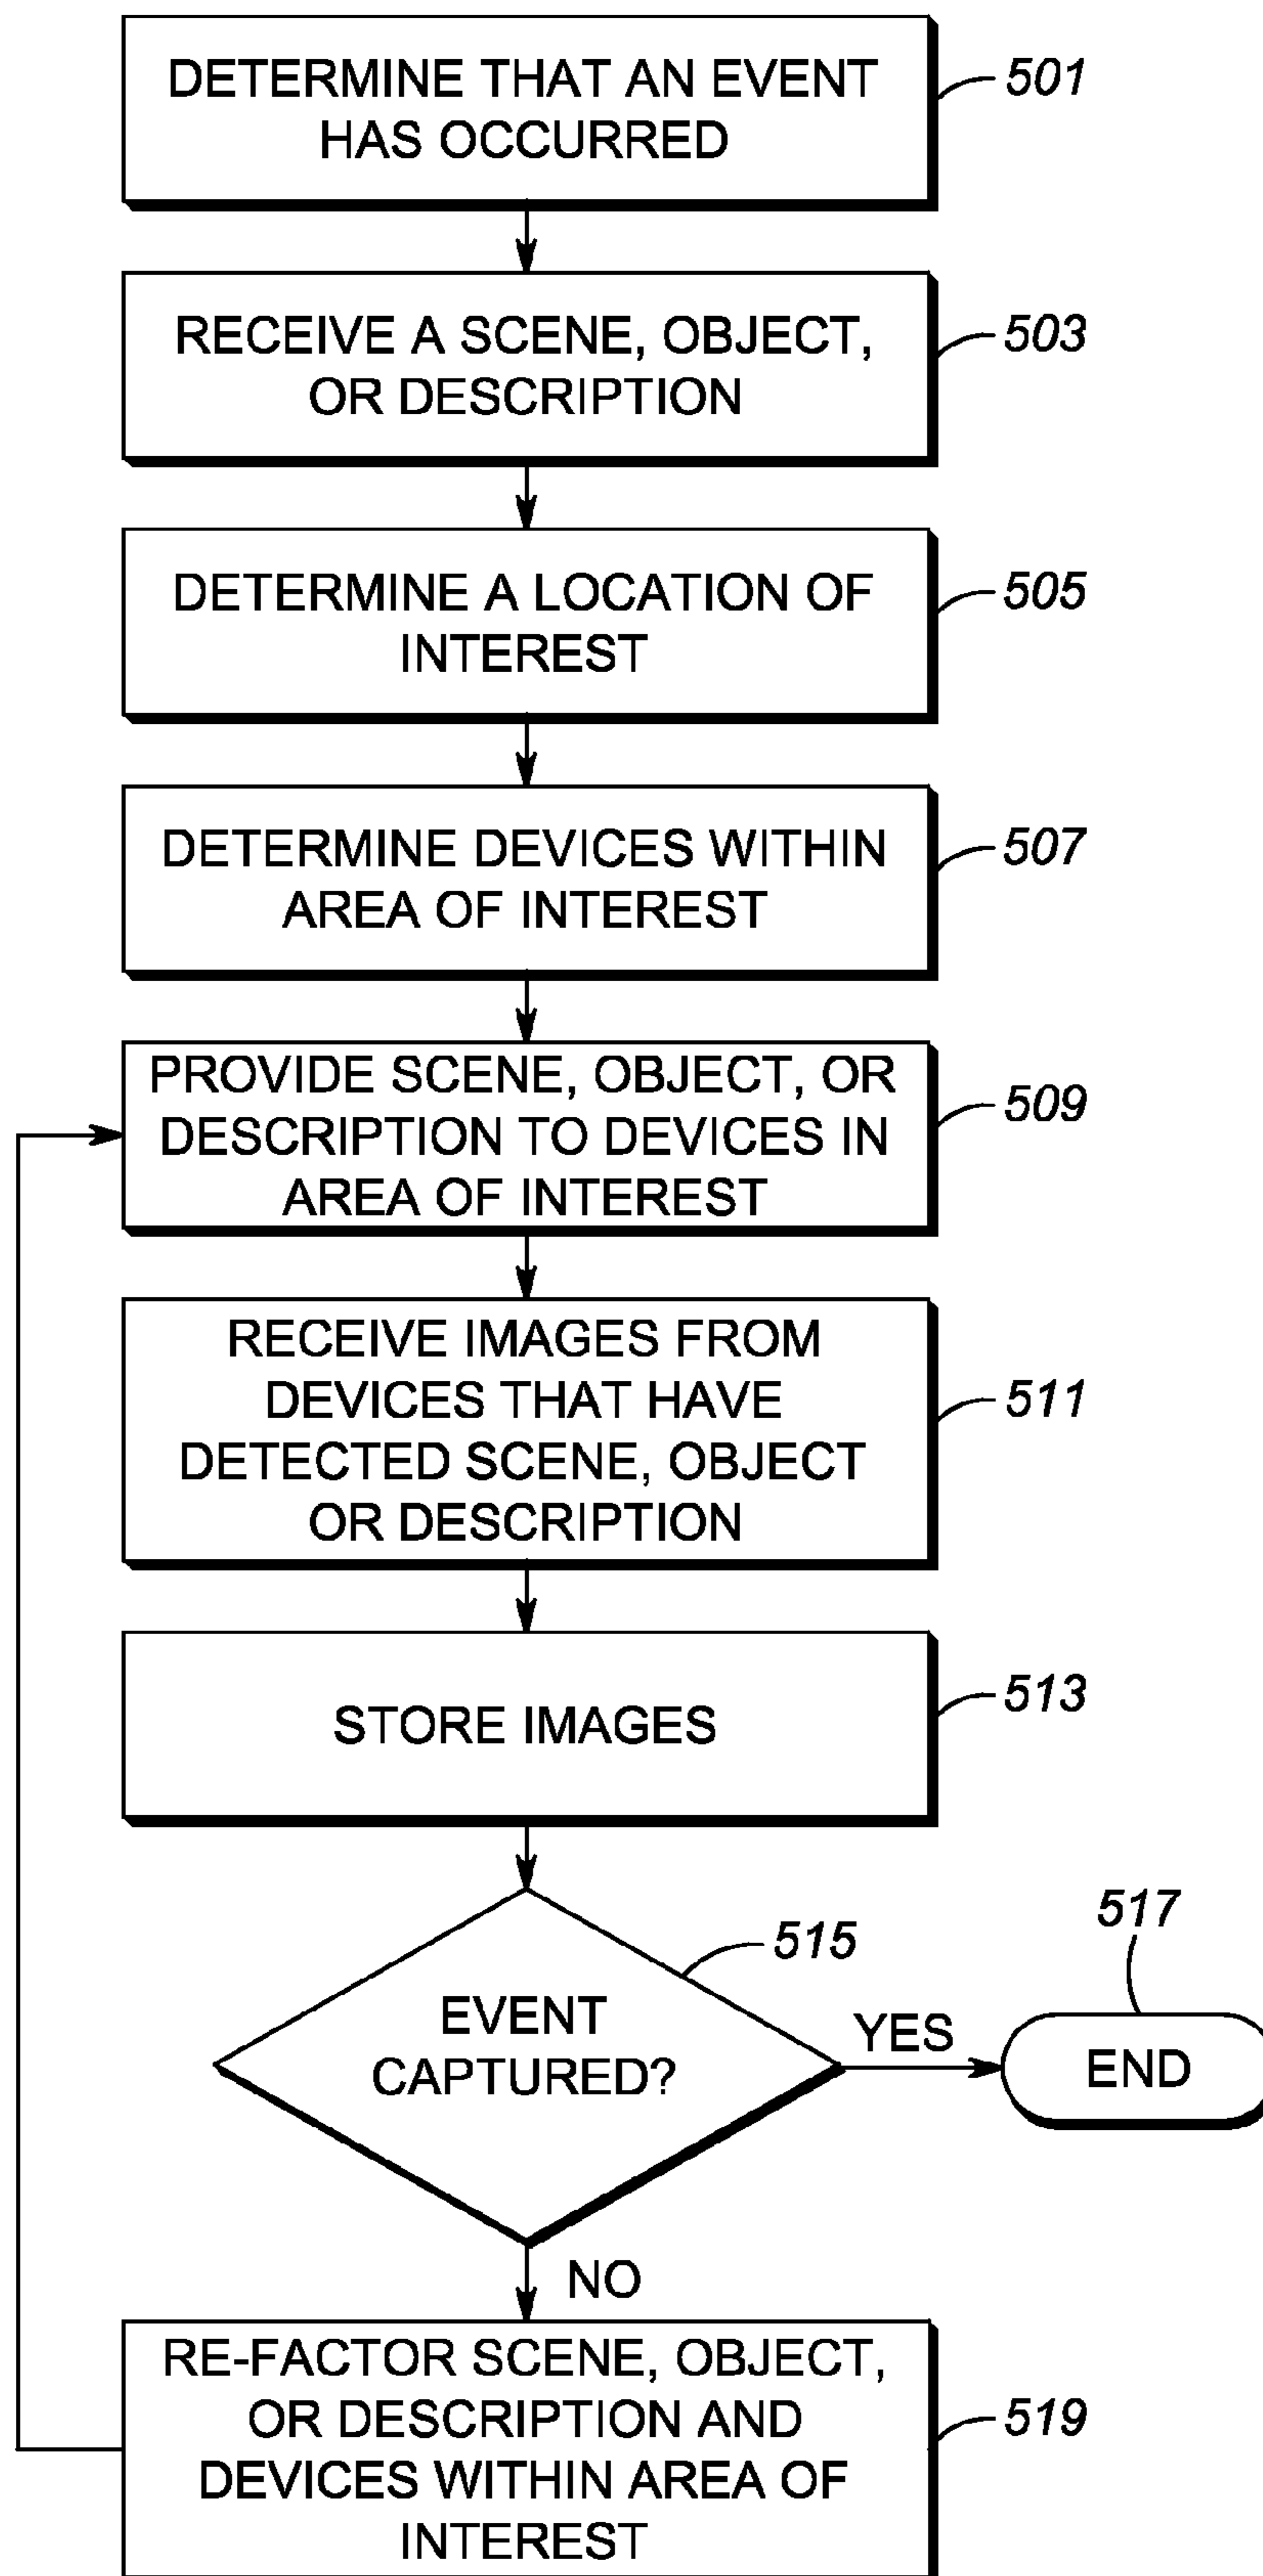 DETERMINE THAT AN EVENT
HAS OCCURRED
501
RECEIVE A SCENE, OBJECT,
OR DESCRIPTION
503
DETERMINE A LOCATION OF
INTEREST
505
DETERMINE DEVICES WITHIN
AREA OF INTEREST
507
PROVIDE SCENE, OBJECT, OR
DESCRIPTION TO DEVICES IN
AREA OF INTEREST
509
RECEIVE IMAGES FROM
DEVICES THAT HAVE
DETECTED SCENE, OBJECT
OR DESCRIPTION
511
STORE IMAGES
513
EVENT
CAPTURED?
515
YES
517
END
NO
RE-FACTOR SCENE, OBJECT,
OR DESCRIPTION AND
DEVICES WITHIN AREA OF
INTEREST
519